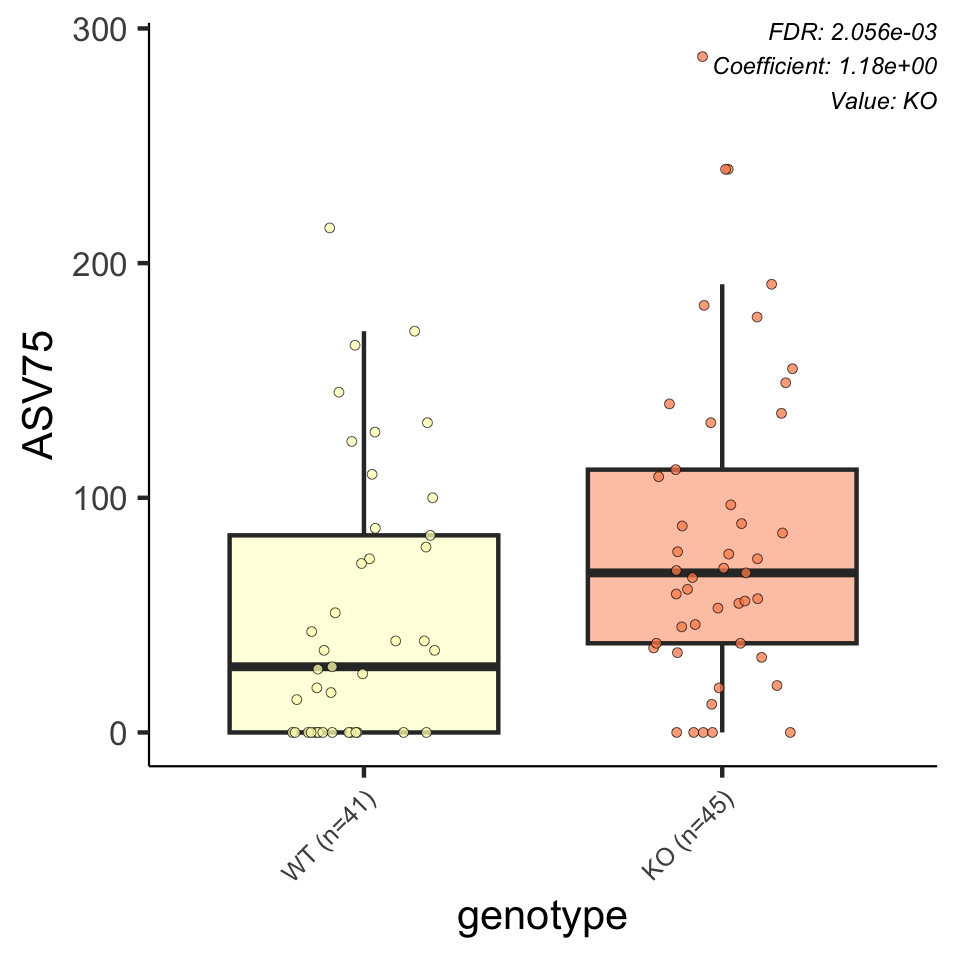 FDR: 2.056e-03
Coefficient: 1.18e+00
Value: KO
300
200
100
0
ASV75
WT (n=41)
KO (n=45)
genotype